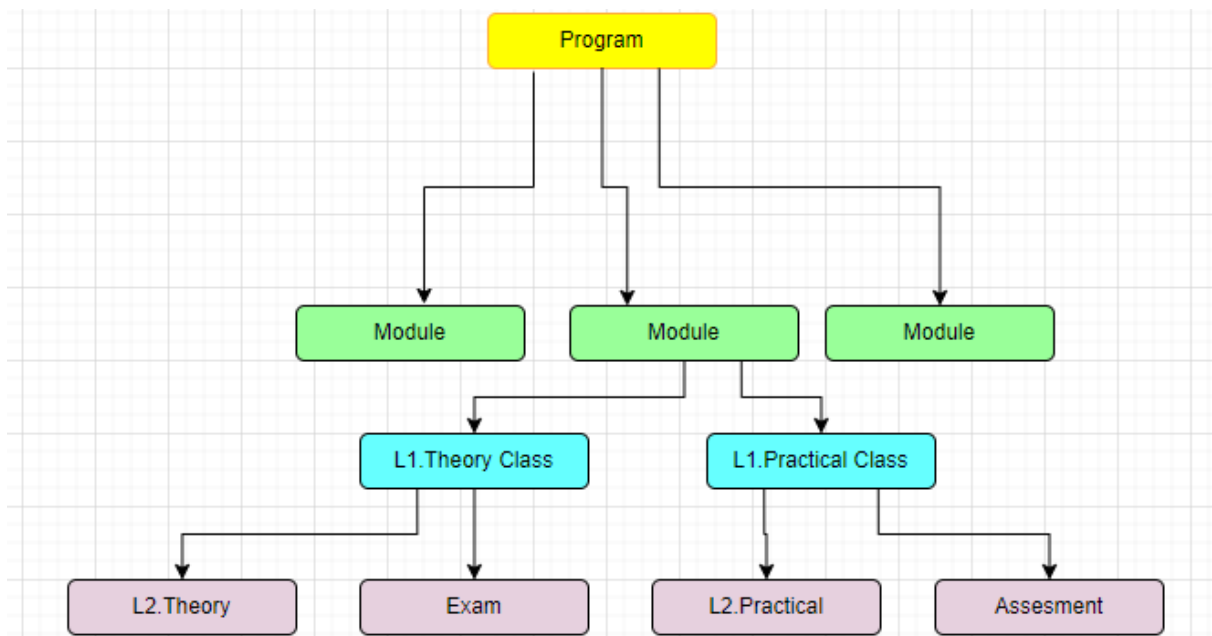 Program
Module
Module
Module
L1.Theory Class
L1.Practical Class
L2.Theory
Exam
L2.Practical
Assesment